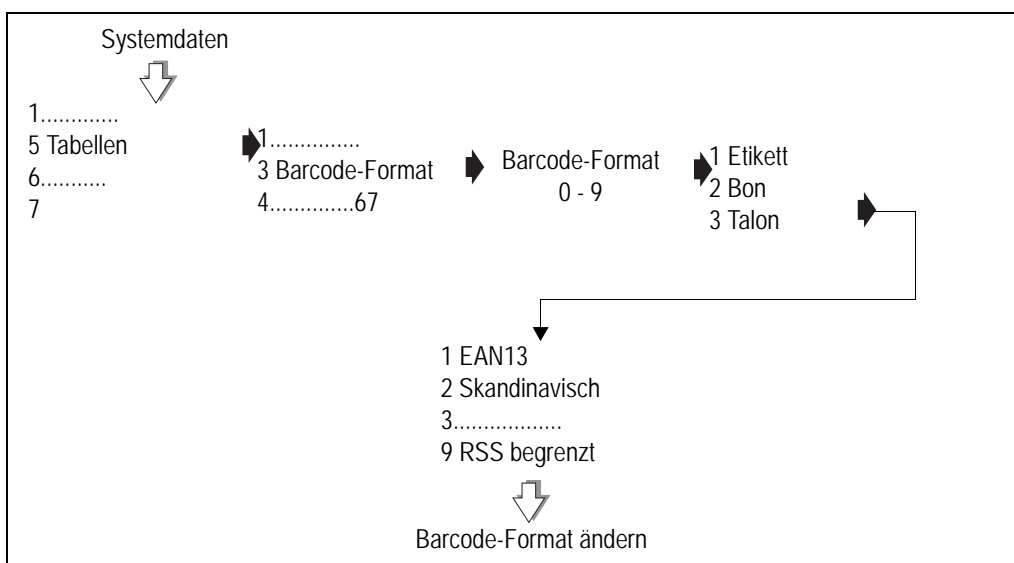 Systemdaten
1.............
5 Tabellen
6...........
7
1...............
3 Barcode-Format
4..............67
Barcode-Format
0 - 9
1 Etikett
2 Bon
3 Talon
1 EAN13
2 Skandinavisch
3..................
9 RSS begrenzt
Barcode-Format ändern